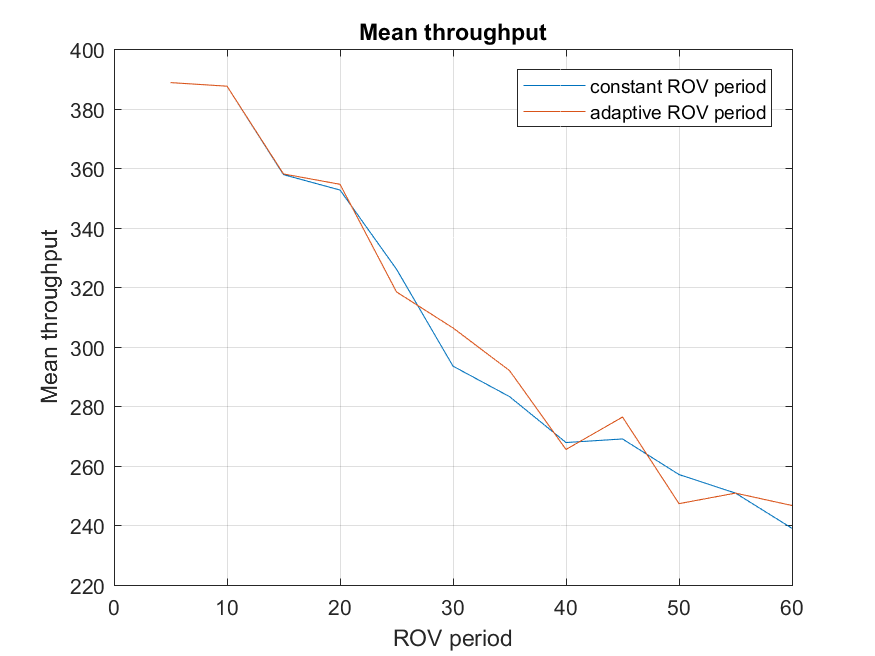 Mean throughput
constant ROV period
adaptive ROV period
400
380
360
340
320
300
280
260
240
220
Mean throughput
0 10 20 30 40 50 60
ROV period